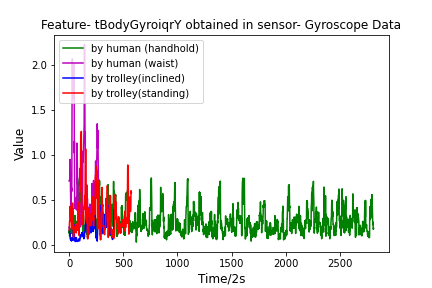 Feature- tBodyGyroiqrY obtained in sensor- Gyroscope Data
by human (handhold)
by human (waist)
by trolley(inclined)
by trolley(standing)
Value
2.0
1.5
1.0
0.5
0.0
0 500 1000 1500 2000 2500
Time/2s